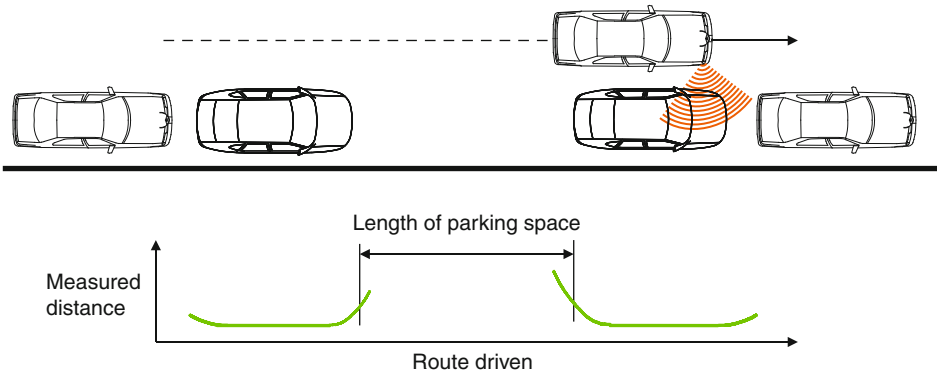 Length of parking space
Measured
distance
Route driven